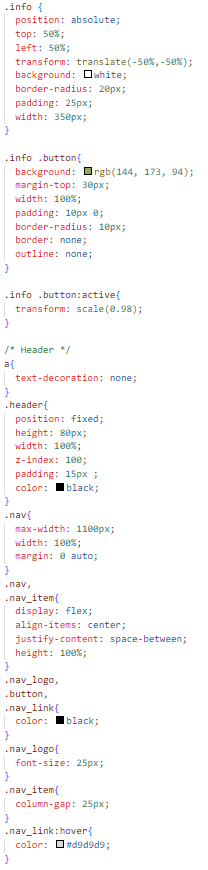 .info {
position: absolute;
top: 50%;
left: 50%;
transform: translate(-50%,-50%);
background: white;
border-radius: 20px;
padding: 25px;
width: 350px;
}
.info .button{
background: rgb(144, 173, 94);
margin-top: 30px;
width: 100%;
padding: 10px 0;
border-radius: 10px;
border: none;
outline: none;
}
.info .button:active{
transform: scale(0.98);
}
/* Header */
a{
text-decoration: none;
}
.header{
position: fixed;
height: 80px;
width: 100%;
z-index: 100;
padding: 15px ;
color: black;
}
.nav{
max-width: 1100px;
width: 100%;
margin: 0 auto;
}
.nav,
.nav_item{
display: flex;
align-items: center;
justify-content: space-between;
height: 100%;
}
.nav_logo,
.button,
.nav_link{
color: black;
}
.nav_logo{
font-size: 25px;
}
.nav_item{
column-gap: 25px;
}
.nav_link:hover{
color: #d9d9d9;
}